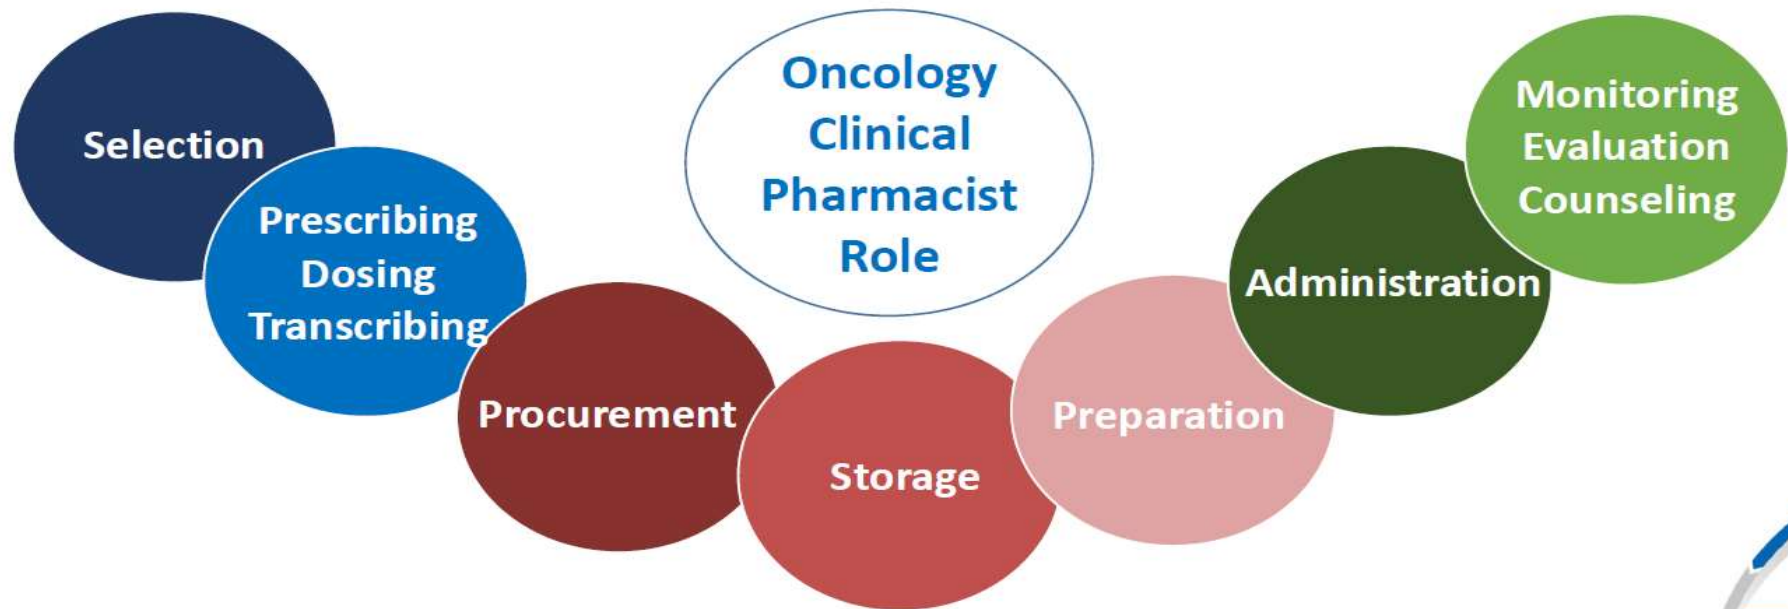 Oncology
Clinical
Pharmacist
Role
Selection
Prescribing
Dosing
Transcribing
Procurement
Storage
Preparation
Administration
Monitoring
Evaluation
Counseling